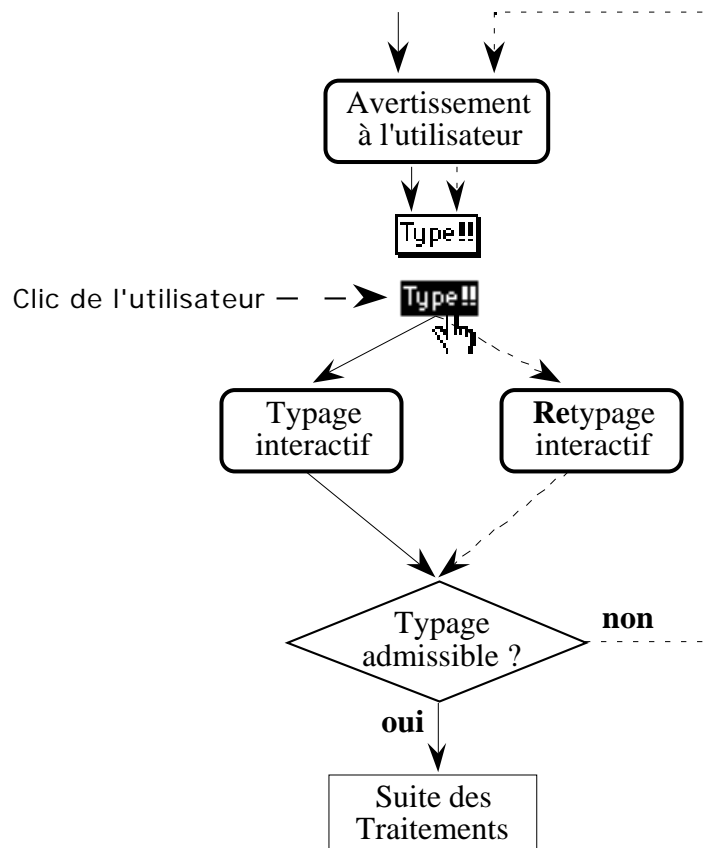 Avertissement
à l'utilisateur
Type!!
Clic de l'utilisateur
Type!!
Typage
interactif
Retypage
interactif
Typage
admissible ?
non
oui
Suite des
Traitements